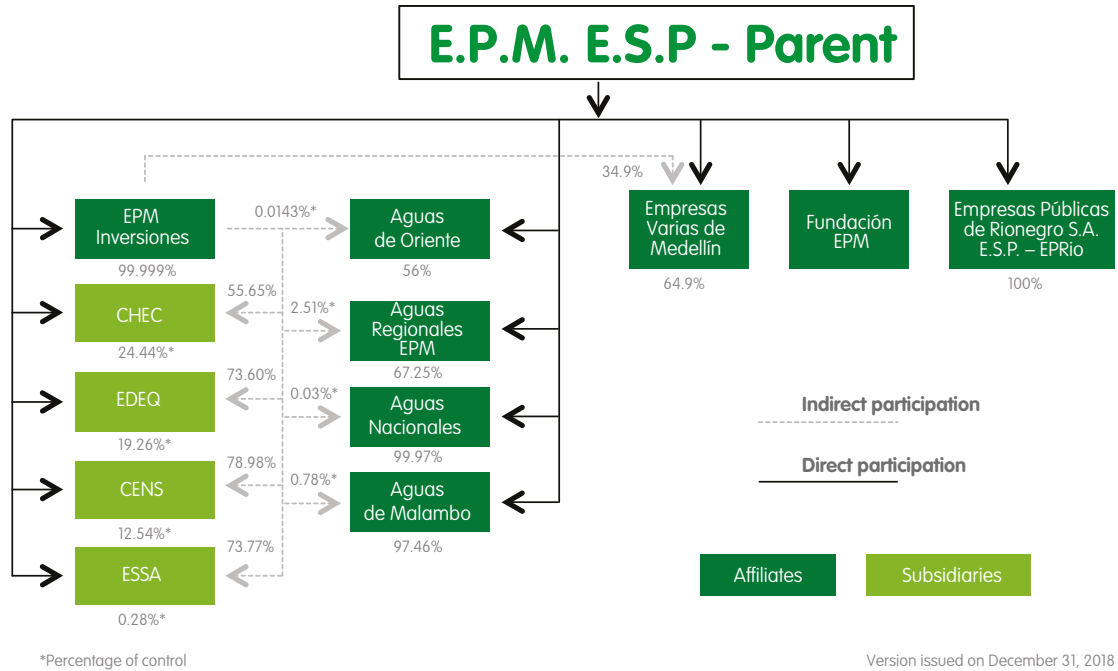 E.P.M. E.S.P - Parent
34.9%
EPM
Inversiones
99.999%
0.0143%*
Aguas
de Oriente
56%
Empresas
Varias de
Medellín
64.9%
Fundación
EPM
Empresas Públicas
de Rionegro S.A.
E.S.P. – EPRio
100%
55.65%
CHEC
24.44%*
2.51%*
Aguas
Regionales
EPM
67.25%
73.60%
EDEQ
19.26%*
0.03%*
Aguas
Nacionales
99.97%
78.98%
CENS
12.54%*
0.78%*
Aguas
de Malambo
97.46%
73.77%
ESSA
0.28%*
Indirect participation
Direct participation
Affiliates
Subsidiaries
*Percentage of control
Version issued on December 31, 2018